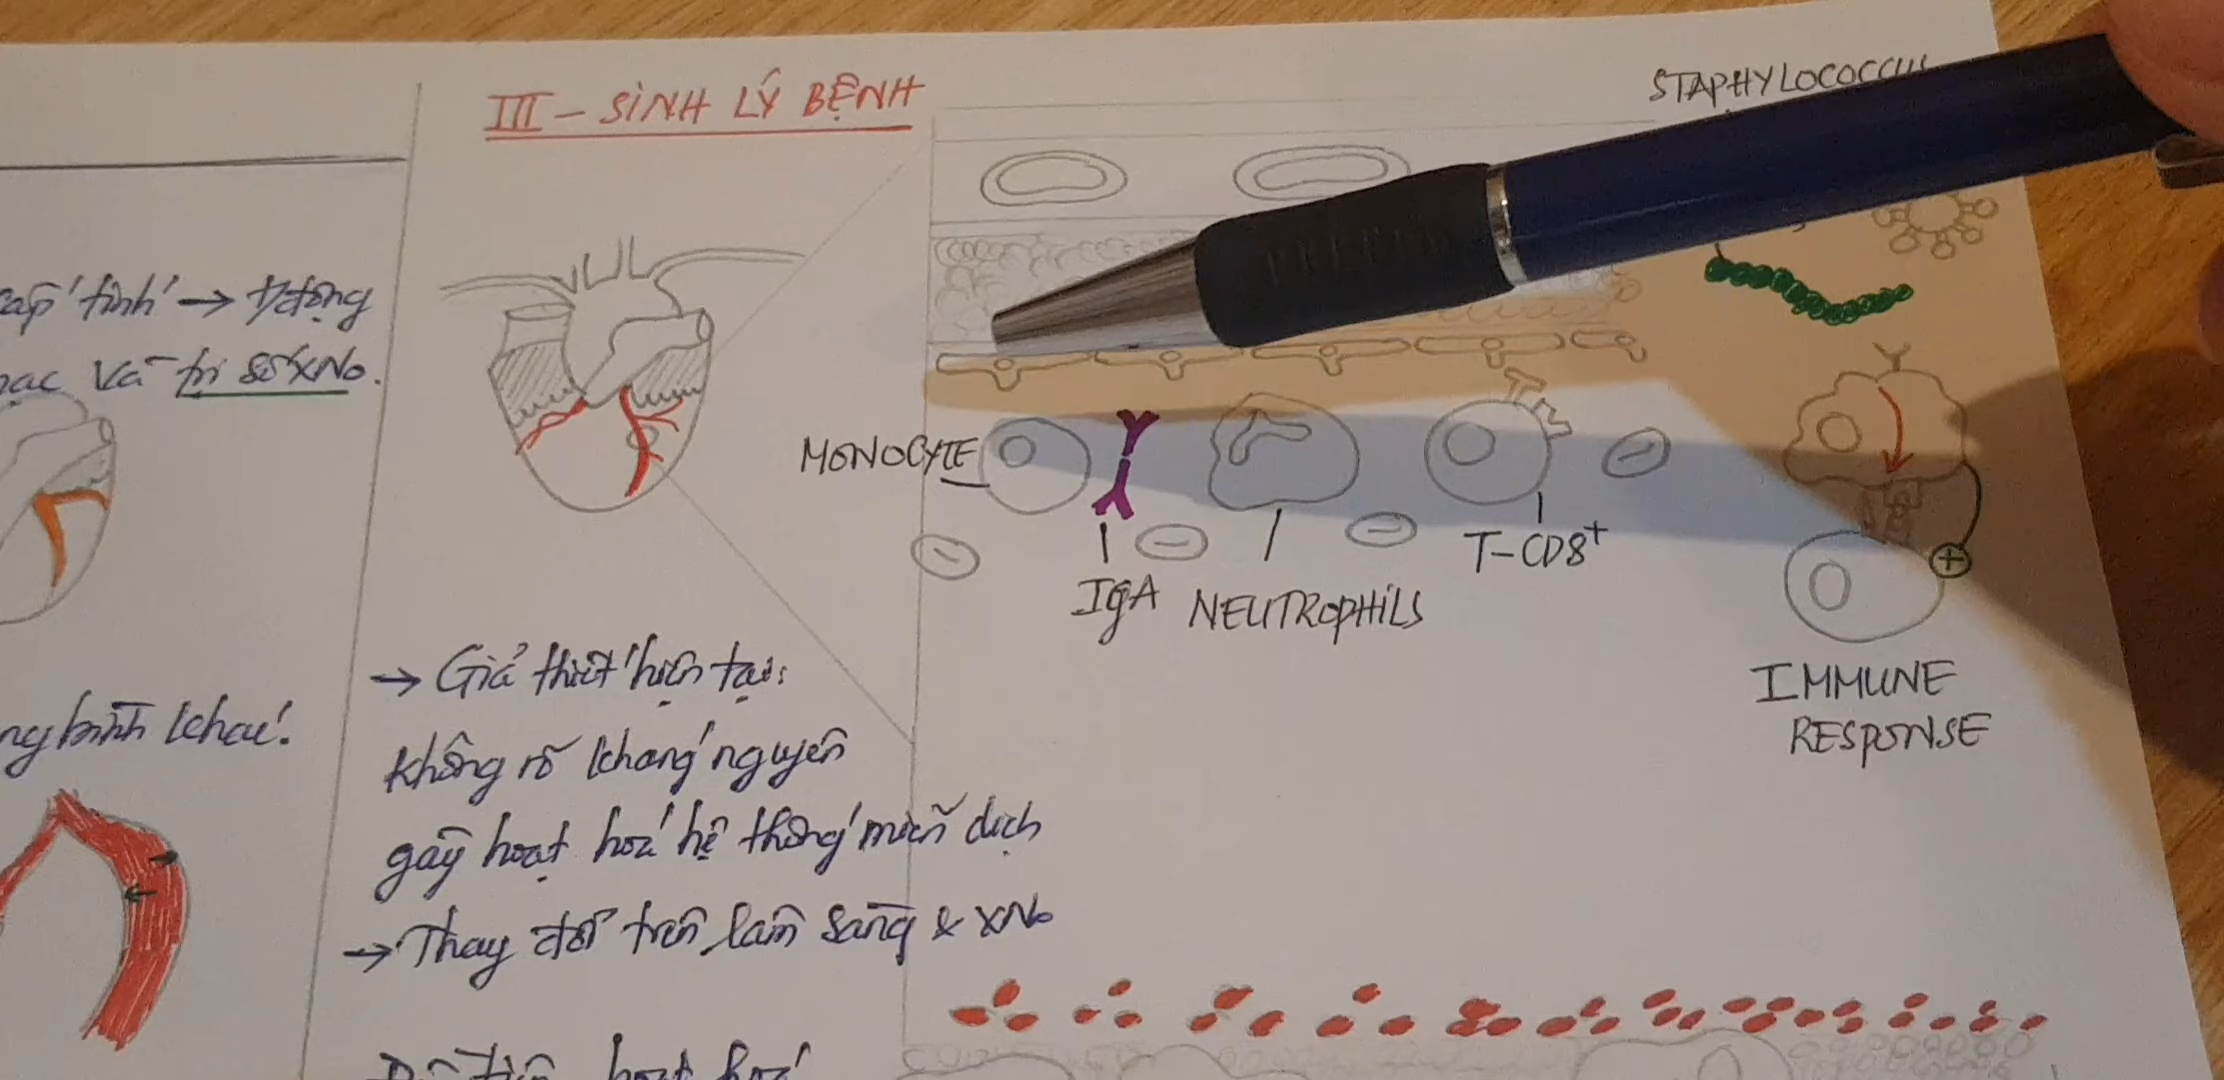 III - SINH LÝ BỆNH
STAPHYLOCOCCUS
cấp tính → tự động
mạc và trị số XNo.
MONOCYTE
IgA
NEUTROPHILS
T-CD8+
IMMUNE
RESPONSE
→ Giả thiết hiện tại:
không rõ kháng nguyên
gây hoạt hoá hệ thống miễn dịch
→ Thay đổi trên lâm sàng & XNo